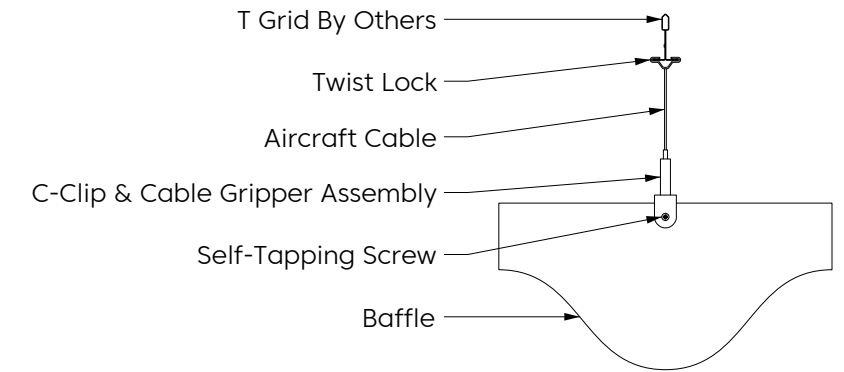 T Grid By Others
Twist Lock
Aircraft Cable
C-Clip & Cable Gripper Assembly
Self-Tapping Screw
Baffle